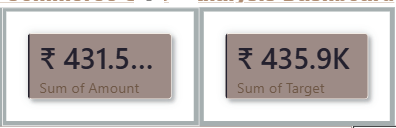 ₹ 431.5...
Sum of Amount
₹ 435.9K
Sum of Target